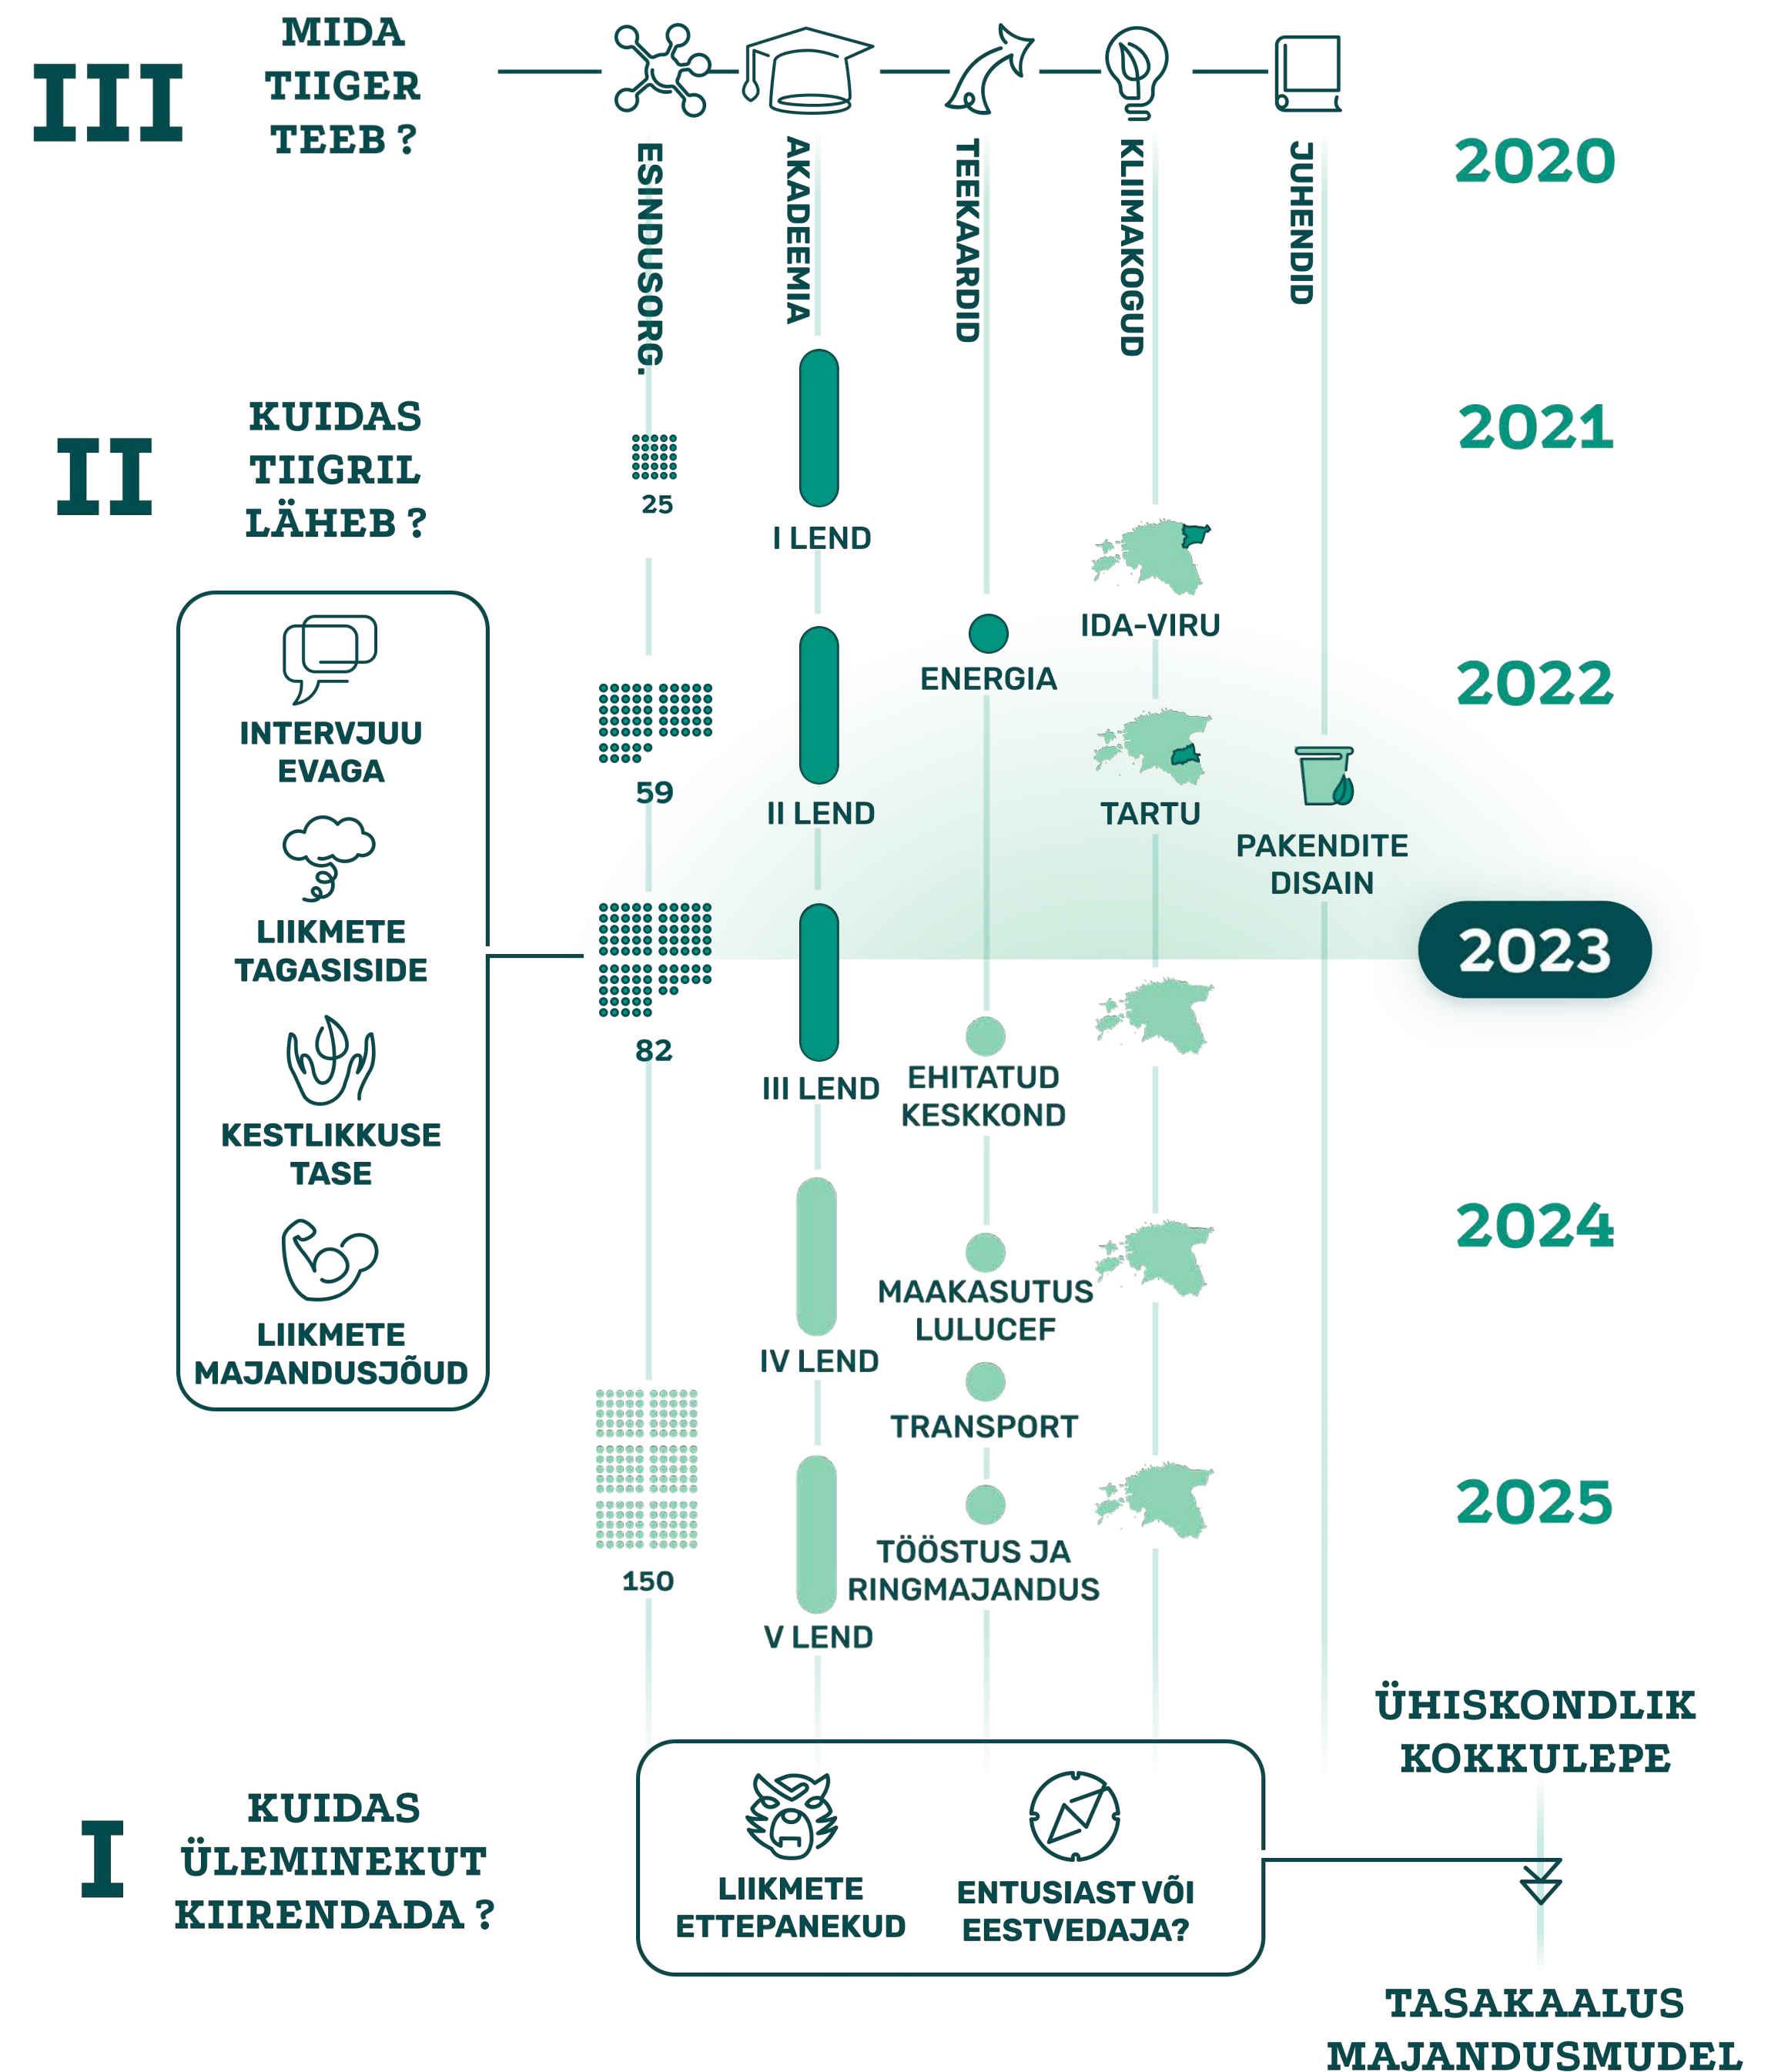 III
MIDA
TIIGER
TEEB ?
ESINDUSORG.
AKADEEMIA
TEEKAARDID
KLIIMAKOGUD
JUHENDID
2020
II
KUIDAS
TIIGRIL
LÄHEB ?
2021
25
I LEND
IDA-VIRU
ENERGIA
2022
INTERVJUU
EVAGA
59
II LEND
TARTU
PAKENDITE
DISAIN
LIIKMETE
TAGASISIDE
2023
82
III LEND
EHITATUD
KESKKOND
KESTLIKKUSE
TASE
2024
MAAKASUTUS
LULUCEF
LIIKMETE
MAJANDUSJÕUD
IV LEND
TRANSPORT
2025
TÖÖSTUS JA
RINGMAJANDUS
150
V LEND
I
KUIDAS
ÜLEMINEKUT
KIIRENDADA ?
LIIKMETE
ETTEPANEKUD
ENTUSIAST VÕI
EESTVEDAJA?
ÜHISKONDLIK
KOKKULEPE
TASAKAALUS
MAJANDUSMUDEL